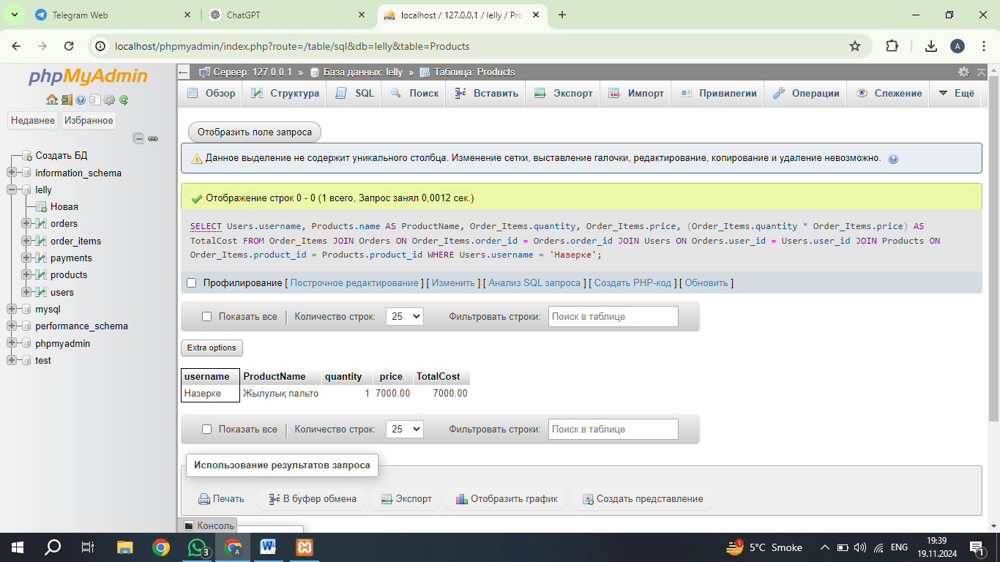 Telegram Web
ChatGPT
localhost / 127.0.0.1 / lelly / Pro
localhost/phpmyadmin/index.php?route=/table/sql&db=lelly&table=Products
A
phpMyAdmin
Недавнее Избранное
Создать БД
information_schema
lelly
Новая
orders
order_items
payments
products
users
mysql
performance_schema
phpmyadmin
test
Сервер: 127.0.0.1 » База данных: lelly » Таблица: Products
Обзор Структура SQL Поиск Вставить Экспорт Импорт Привилегии Операции Слежение Ещё
Отобразить поле запроса
Данное выделение не содержит уникального столбца. Изменение сетки, выставление галочки, редактирование, копирование и удаление невозможно.
Отображение строк 0 - 0 (1 всего, Запрос занял 0,0012 сек.)
SELECT Users.username, Products.name AS ProductName, Order_Items.quantity, Order_Items.price, (Order_Items.quantity * Order_Items.price) AS
TotalCost FROM Order_Items JOIN Orders ON Order_Items.order_id = Orders.order_id JOIN Users ON Orders.user_id = Users.user_id JOIN Products ON
Order_Items.product_id = Products.product_id WHERE Users.username = 'Назерке';
Профилирование [ Построчное редактирование ] [ Изменить ] [ Анализ SQL запроса ] [ Создать PHP-код ] [ Обновить ]
Показать все Количество строк: 25 Фильтровать строки: Поиск в таблице
Extra options
username ProductName quantity price TotalCost
Назерке Жылулық пальто 1 7000.00 7000.00
Показать все Количество строк: 25 Фильтровать строки: Поиск в таблице
Использование результатов запроса
Печать В буфер обмена Экспорт Отобразить график Создать представление
Консоль
3
A
1
5°C Smoke
ENG
19:39
19.11.2024
1